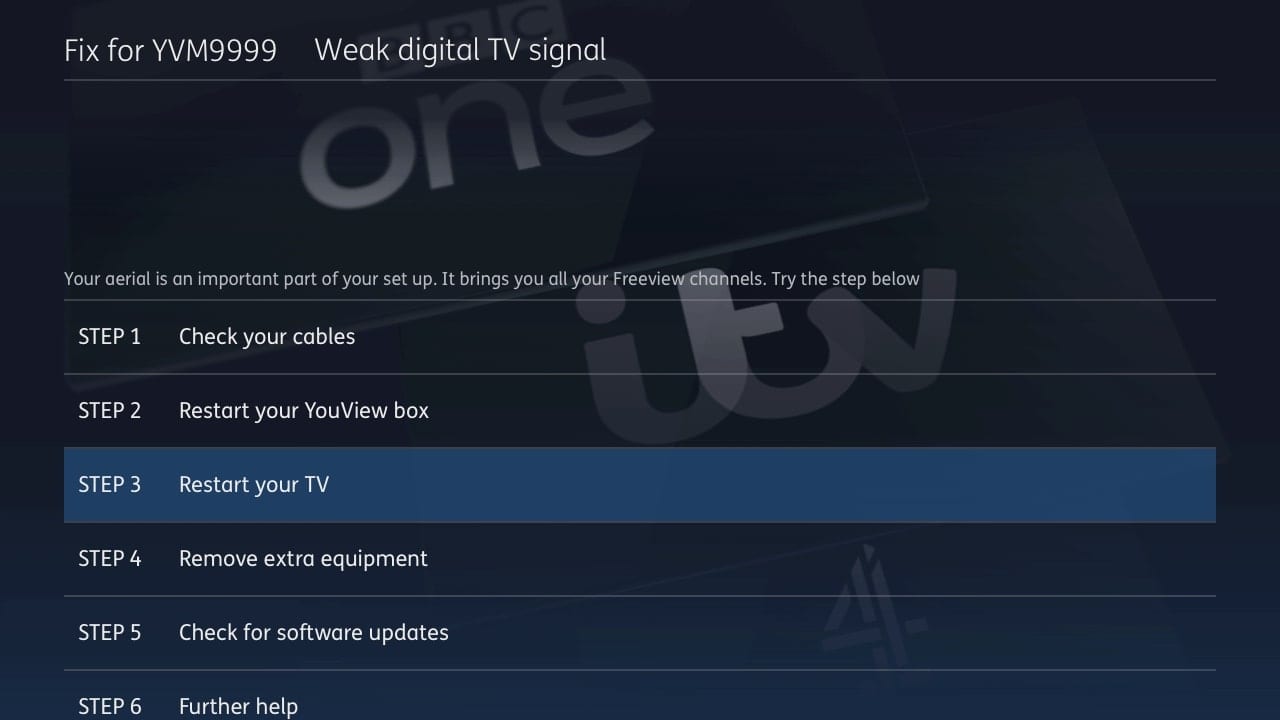 Fix for YVM9999 Weak digital TV signal
BBC
one
Your aerial is an important part of your set up. It brings you all your Freeview channels. Try the step below
itv
STEP 1 Check your cables
STEP 2 Restart your YouView box
STEP 3 Restart your TV
STEP 4 Remove extra equipment
4
STEP 5 Check for software updates
STEP 6 Further help